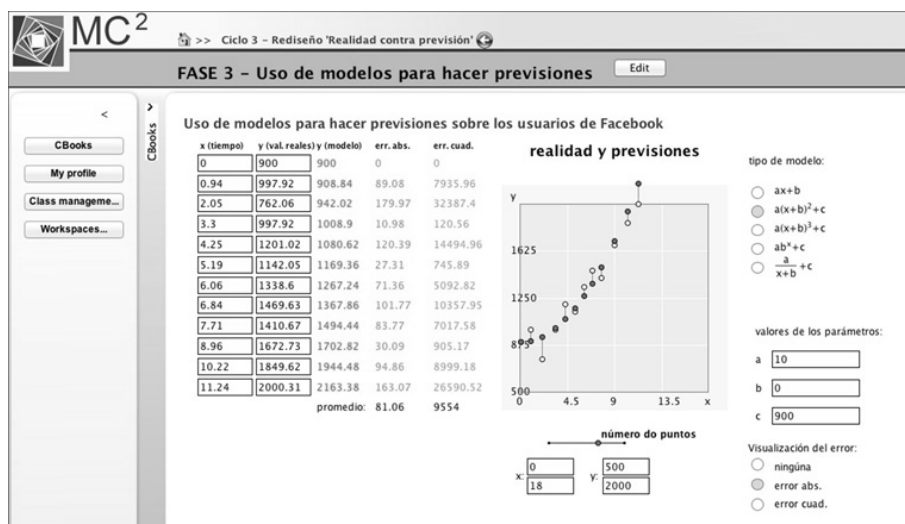 MC²
>> Ciclo 3 - Rediseño 'Realidad contra previsión'
FASE 3 - Uso de modelos para hacer previsiones Edit
<
CBooks
My profile
Class manageme...
Workspaces...
>
CBooks
Uso de modelos para hacer previsiones sobre los usuarios de Facebook
x (tiempo) y (val. reales) y (modelo) err. abs. err. cuad.
0 900 900 0 0
0.94 997.92 908.84 89.08 7935.96
2.05 762.06 942.02 179.97 32387.4
3.3 997.92 1008.9 10.98 120.56
4.25 1201.02 1080.62 120.39 14494.96
5.19 1142.05 1169.36 27.31 745.89
6.06 1338.6 1267.24 71.36 5092.82
6.84 1469.63 1367.86 101.77 10357.95
7.71 1410.67 1494.44 83.77 7017.58
8.96 1672.73 1702.82 30.09 905.17
10.22 1849.62 1944.48 94.86 8999.18
11.24 2000.31 2163.38 163.07 26590.52
promedio: 81.06 9554
realidad y previsiones
y
1625
1250
875
500
0 4.5 9 13.5 x
número do puntos
x: 0 y: 500
18 2000
tipo de modelo:
ax+b
a(x+b)²+c
a(x+b)³+c
abˣ+c
a/(x+b) +c
valores de los parámetros:
a 10
b 0
c 900
Visualización del error:
ningúna
error abs.
error cuad.